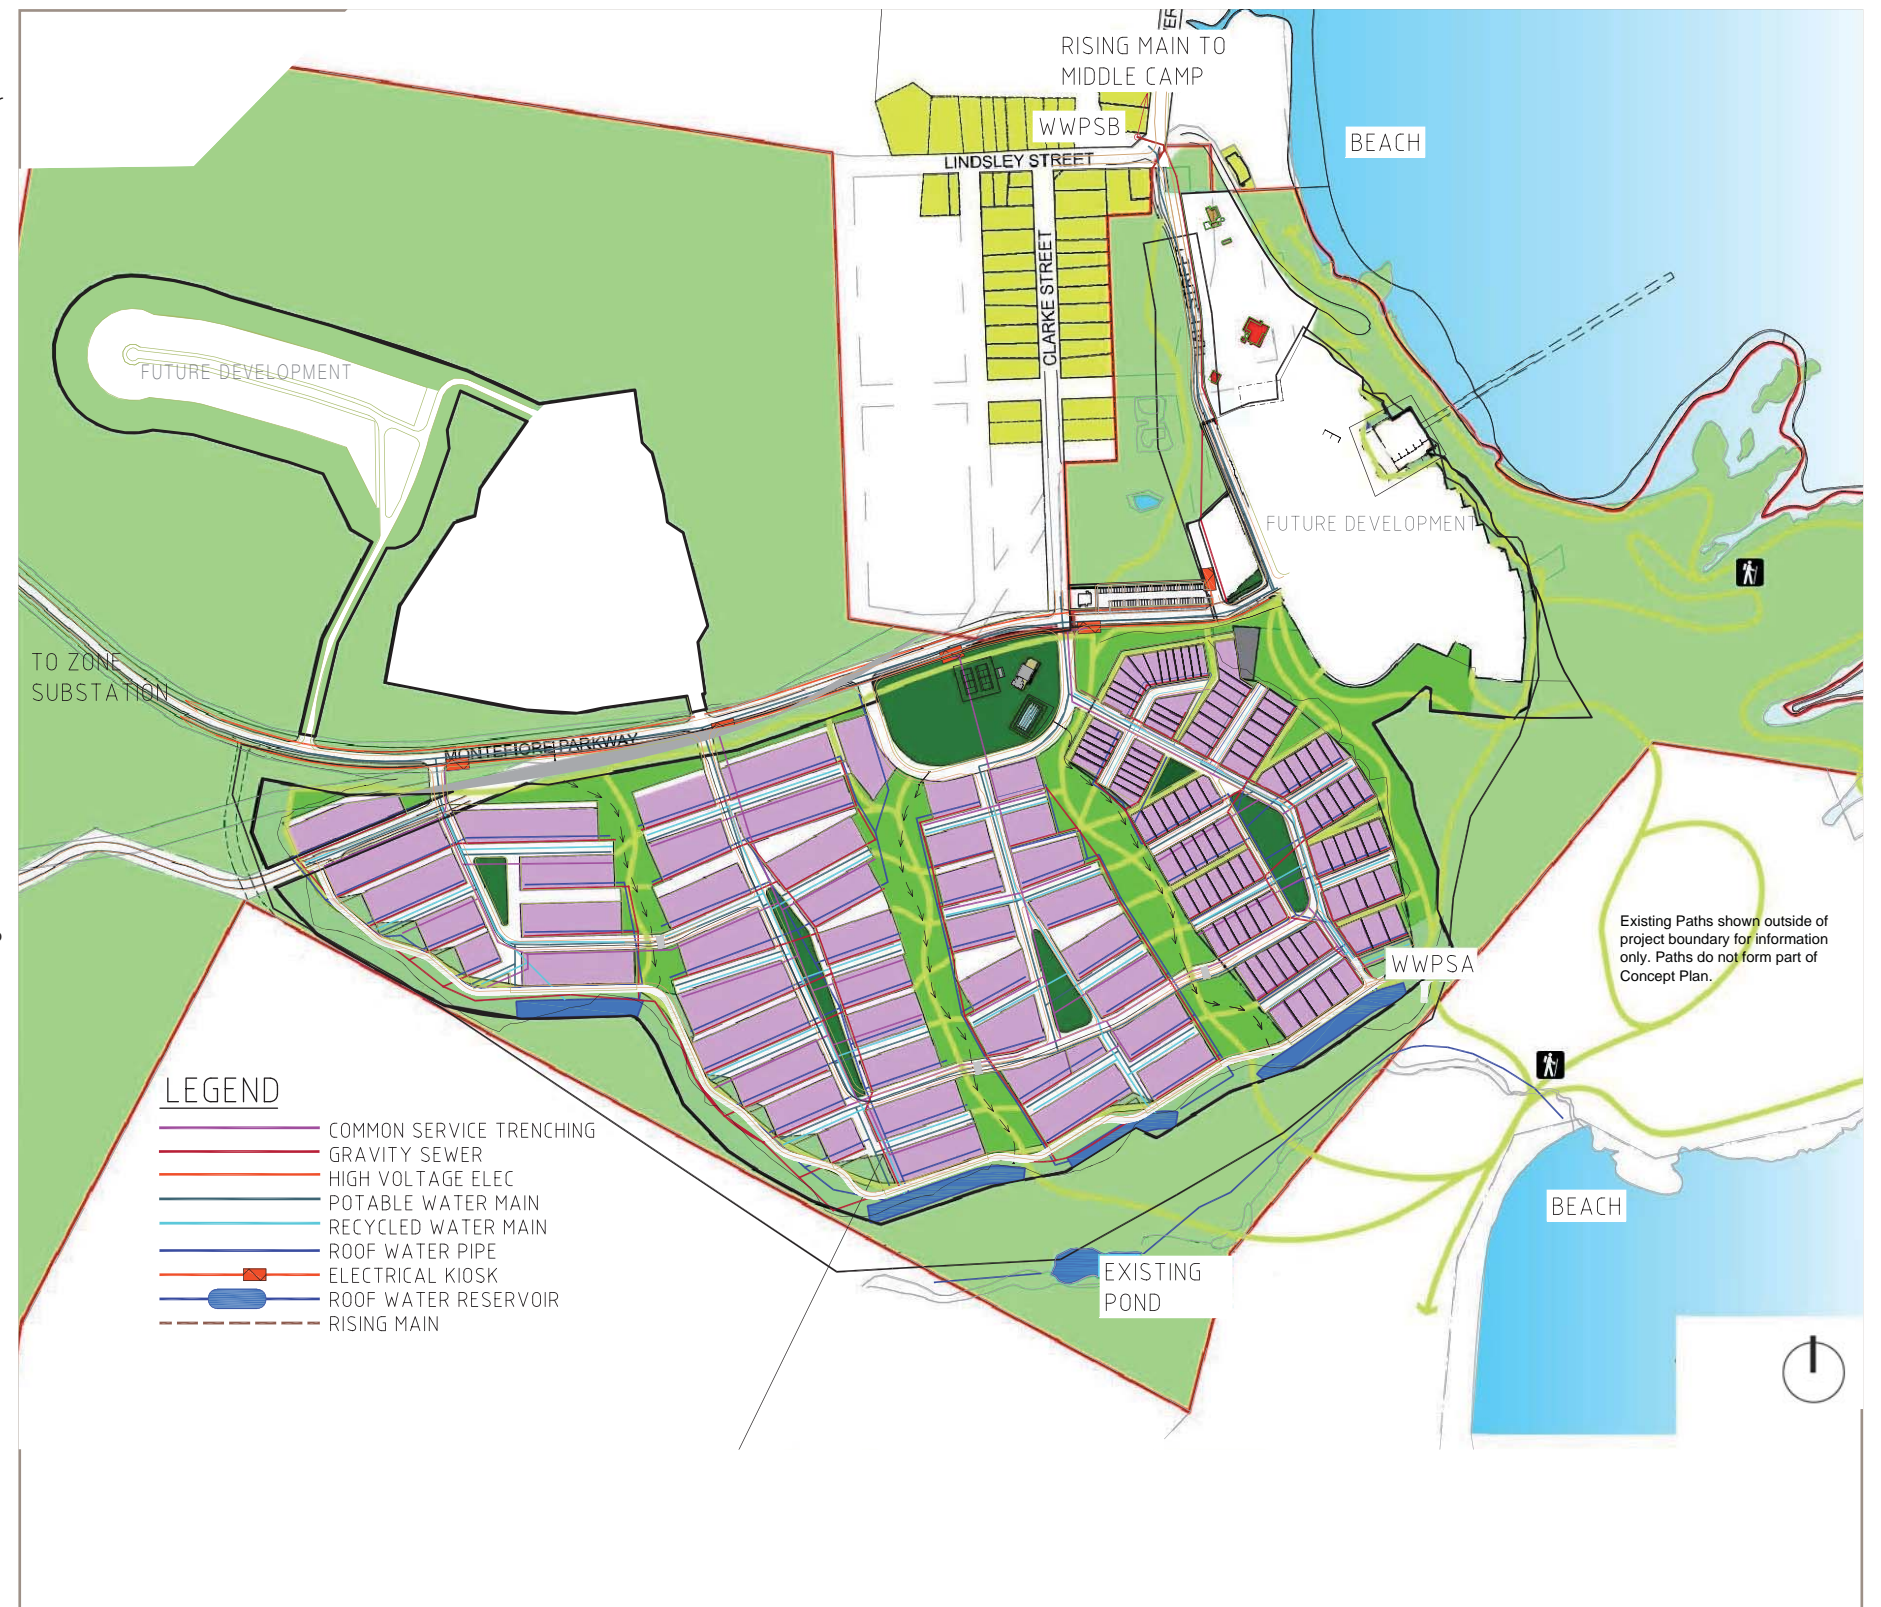 RISING MAIN TO
MIDDLE CAMP
WWPSB
LINDSLEY STREET
BEACH
CLARKE STREET
FUTURE DEVELOPMENT
FUTURE DEVELOPMENT
TO ZONE
SUBSTATION
MONTEFIORE PARKWAY
Existing Paths shown outside of
project boundary for information
only. Paths do not form part of
Concept Plan.
WWPSA
LEGEND
COMMON SERVICE TRENCHING
GRAVITY SEWER
HIGH VOLTAGE ELEC
POTABLE WATER MAIN
RECYCLED WATER MAIN
ROOF WATER PIPE
ELECTRICAL KIOSK
ROOF WATER RESERVOIR
RISING MAIN
BEACH
EXISTING
POND